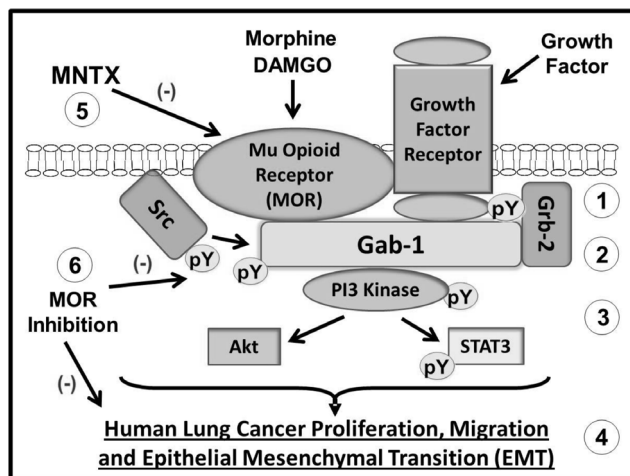 Morphine
DAMGO
Growth
Factor
MNTX
(-)
5
Growth
Factor
Receptor
Mu Opioid
Receptor
(MOR)
Src
pY
pY
Grb-2
1
Gab-1
pY
2
6
(-)
MOR
Inhibition
PI3 Kinase
pY
3
Akt
STAT3
pY
(-)
Human Lung Cancer Proliferation, Migration
and Epithelial Mesenchymal Transition (EMT)
4